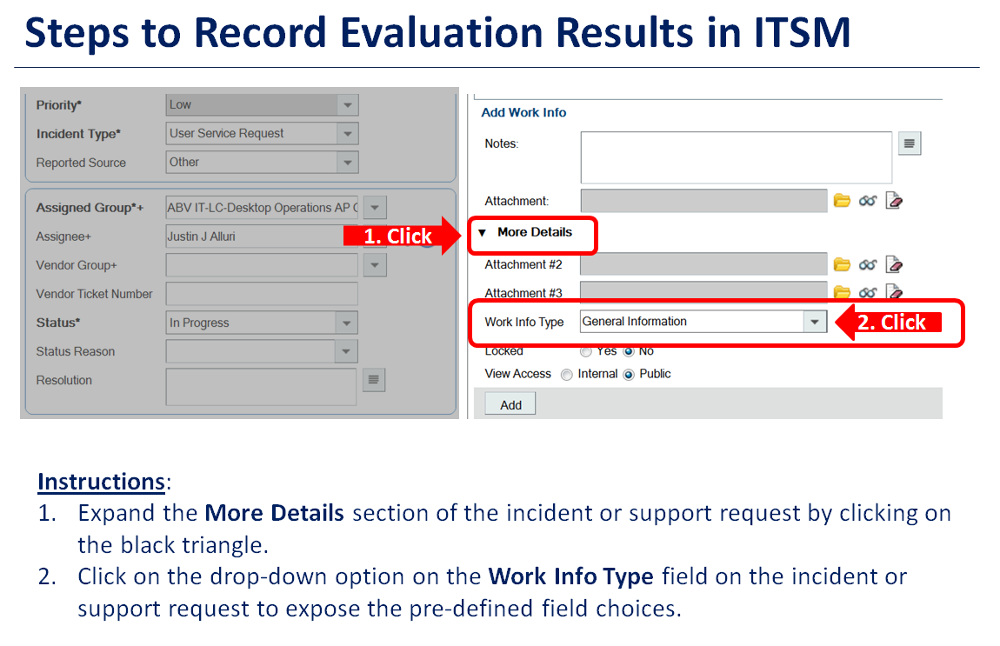 Steps to Record Evaluation Results in ITSM
Priority* Low
Incident Type* User Service Request
Reported Source Other
Assigned Group*+ ABV IT-LC-Desktop Operations AP
Assignee+ Justin J Alluri
Vendor Group+
Vendor Ticket Number
Status* In Progress
Status Reason
Resolution
1. Click
Add Work Info
Notes:
Attachment:
▼ More Details
Attachment #2
Attachment #3
Work Info Type General Information
2. Click
Locked Yes No
View Access Internal Public
Add
Instructions:
1. Expand the More Details section of the incident or support request by clicking on
the black triangle.
2. Click on the drop-down option on the Work Info Type field on the incident or
support request to expose the pre-defined field choices.